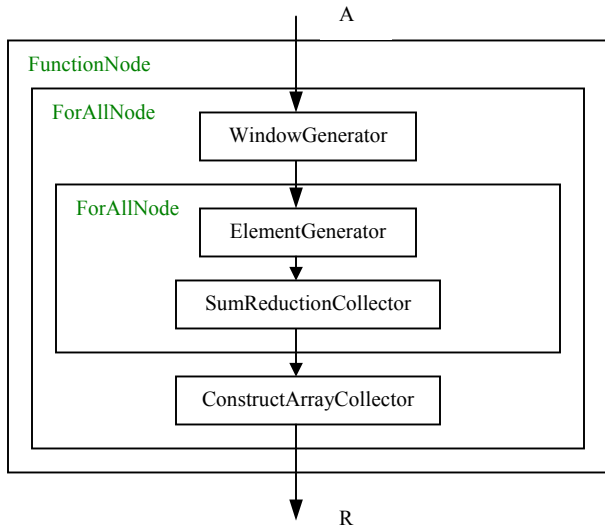 A
FunctionNode
ForAllNode
WindowGenerator
ForAllNode
ElementGenerator
SumReductionCollector
ConstructArrayCollector
R